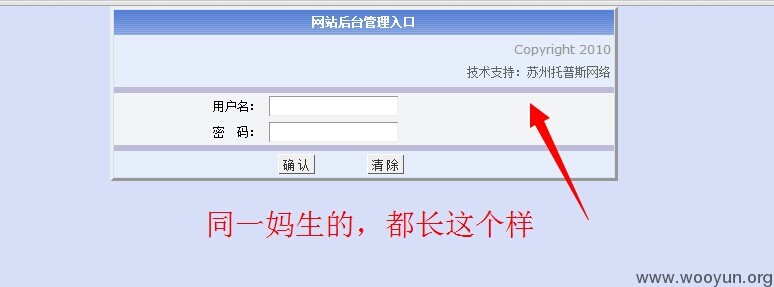 网站后台管理入口
Copyright 2010
技术支持：苏州托普斯网络
用户名：
密 码：
确认 清除
同一妈生的，都长这个样
www.wooyun.org